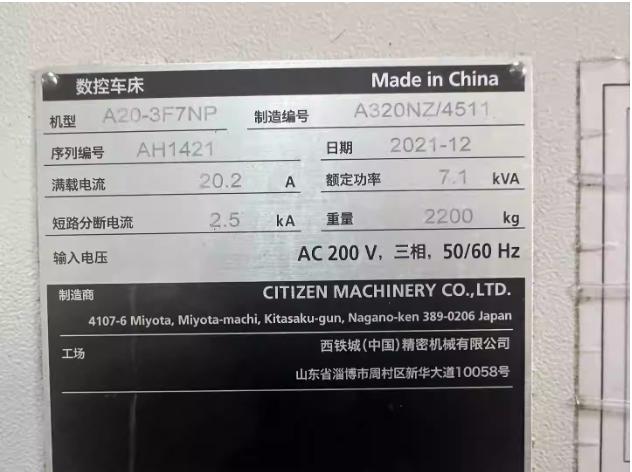 数控车床 Made in China
机型 A20-3F7NP 制造编号 A320NZ/4511
序列编号 AH1421 日期 2021-12
满载电流 20.2 A 额定功率 7.1 kVA
短路分断电流 2.5 kA 重量 2200 kg
输入电压 AC 200 V, 三相, 50/60 Hz
制造商 CITIZEN MACHINERY CO.,LTD.
4107-6 Miyota, Miyota-machi, Kitasaku-gun, Nagano-ken 389-0206 Japan
工场 西铁城(中国)精密机械有限公司
山东省淄博市周村区新华大道10058号